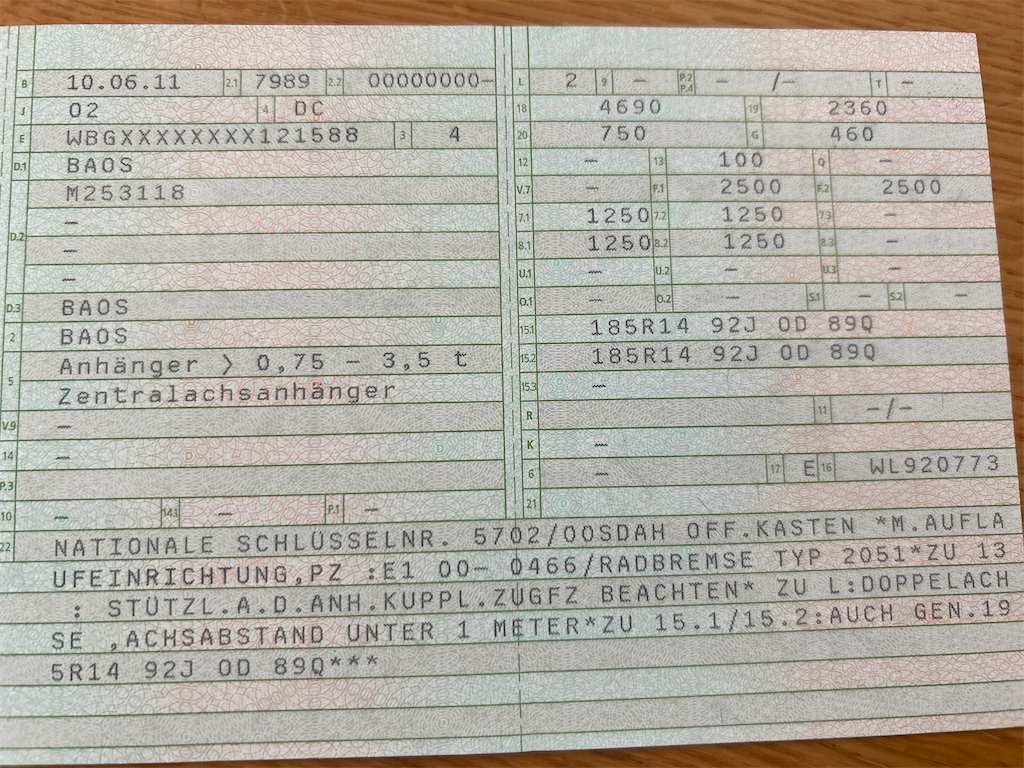 B 10.06.11 2.1 7989 2.2 00000000—
J 02 4 DC
E WBGXXXXXXXX121588 3 4
D.1 BAOS
M253118
—
D.2 —
—
D.3 BAOS
2 BAOS
5 Anhänger > 0,75 – 3,5 t
Zentralachsanhänger
V.9 —
14 —
P.3
10 — 14.1 — P.1 —
L 2 9 — P.2 P.4 — /— T —
18 4690 19 2360
20 750 G 460
12 — 13 100 Q —
V.7 — F.1 2500 F.2 2500
7.1 1250 7.2 1250 7.3 —
8.1 1250 8.2 1250 8.3 —
U.1 — U.2 — U.3 —
O.1 — O.2 — S.1 — S.2 —
15.1 185R14 92J OD 89Q
15.2 185R14 92J OD 89Q
15.3 —
R 11 —/—
K —
6 — 17 E 16 WL920773
21
22 NATIONALE SCHLÜSSELNR. 5702/00SDAH OFF.KASTEN *M.AUFLA
UFEINRICHTUNG,PZ :E1 00— 0466/RADBREMSE TYP 2051*ZU 13
: STÜTZL.A.D.ANH.KUPPL.ZUGFZ BEACHTEN* ZU L:DOPPELACH
SE ,ACHSABSTAND UNTER 1 METER*ZU 15.1/15.2:AUCH GEN.19
5R14 92J OD 89Q***